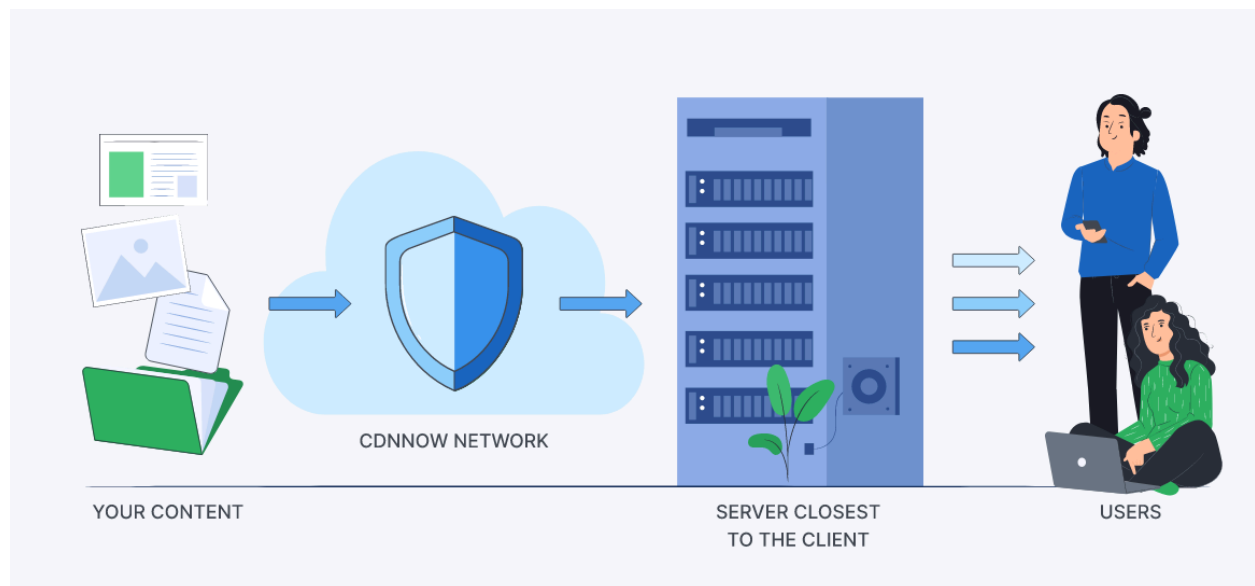 CDNNOW NETWORK
YOUR CONTENT
SERVER CLOSEST
TO THE CLIENT
USERS